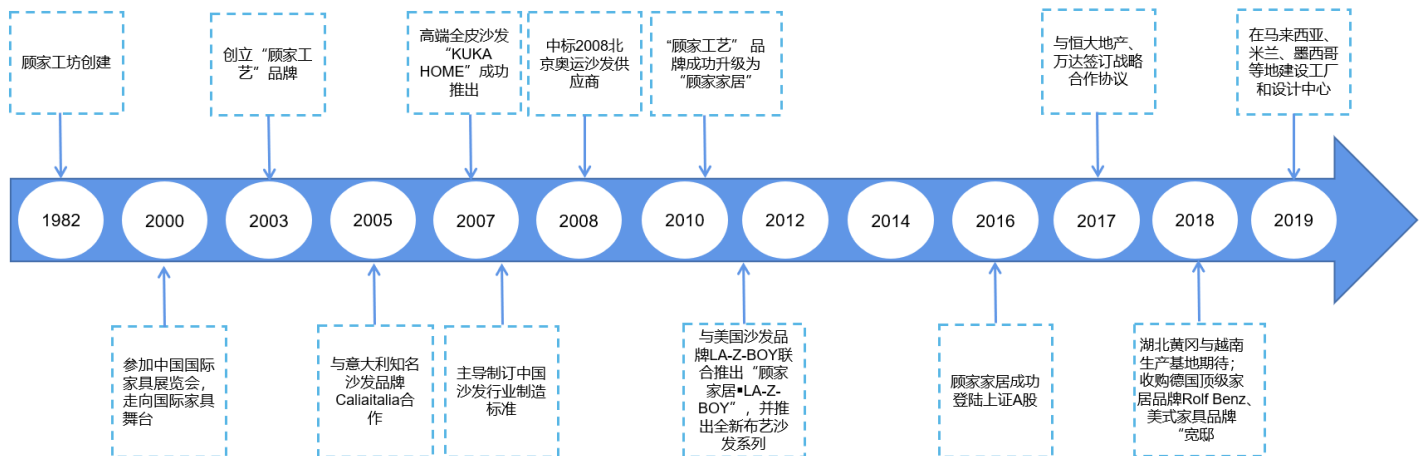 顾家工坊创建
创立“顾家工
艺”品牌
高端全皮沙发
“KUKA
HOME”成功
推出
中标2008北
京奥运沙发供
应商
“顾家工艺” 品
牌成功升级为
“顾家家居”
与恒大地产、
万达签订战略
合作协议
在马来西亚、
米兰、墨西哥
等地建设工厂
和设计中心
1982
2000
2003
2005
2007
2008
2010
2012
2014
2016
2017
2018
2019
参加中国国际
家具展览会，
走向国际家具
舞台
与意大利知名
沙发品牌
Caliaitalia合
作
主导制订中国
沙发行业制造
标准
与美国沙发品
牌LA-Z-BOY联
合推出“顾家
家居▪LA-Z-
BOY”，并推
出全新布艺沙
发系列
顾家家居成功
登陆上证A股
湖北黄冈与越南
生产基地期待；
收购德国顶级家
居品牌Rolf Benz、
美式家具品牌
“宽邸